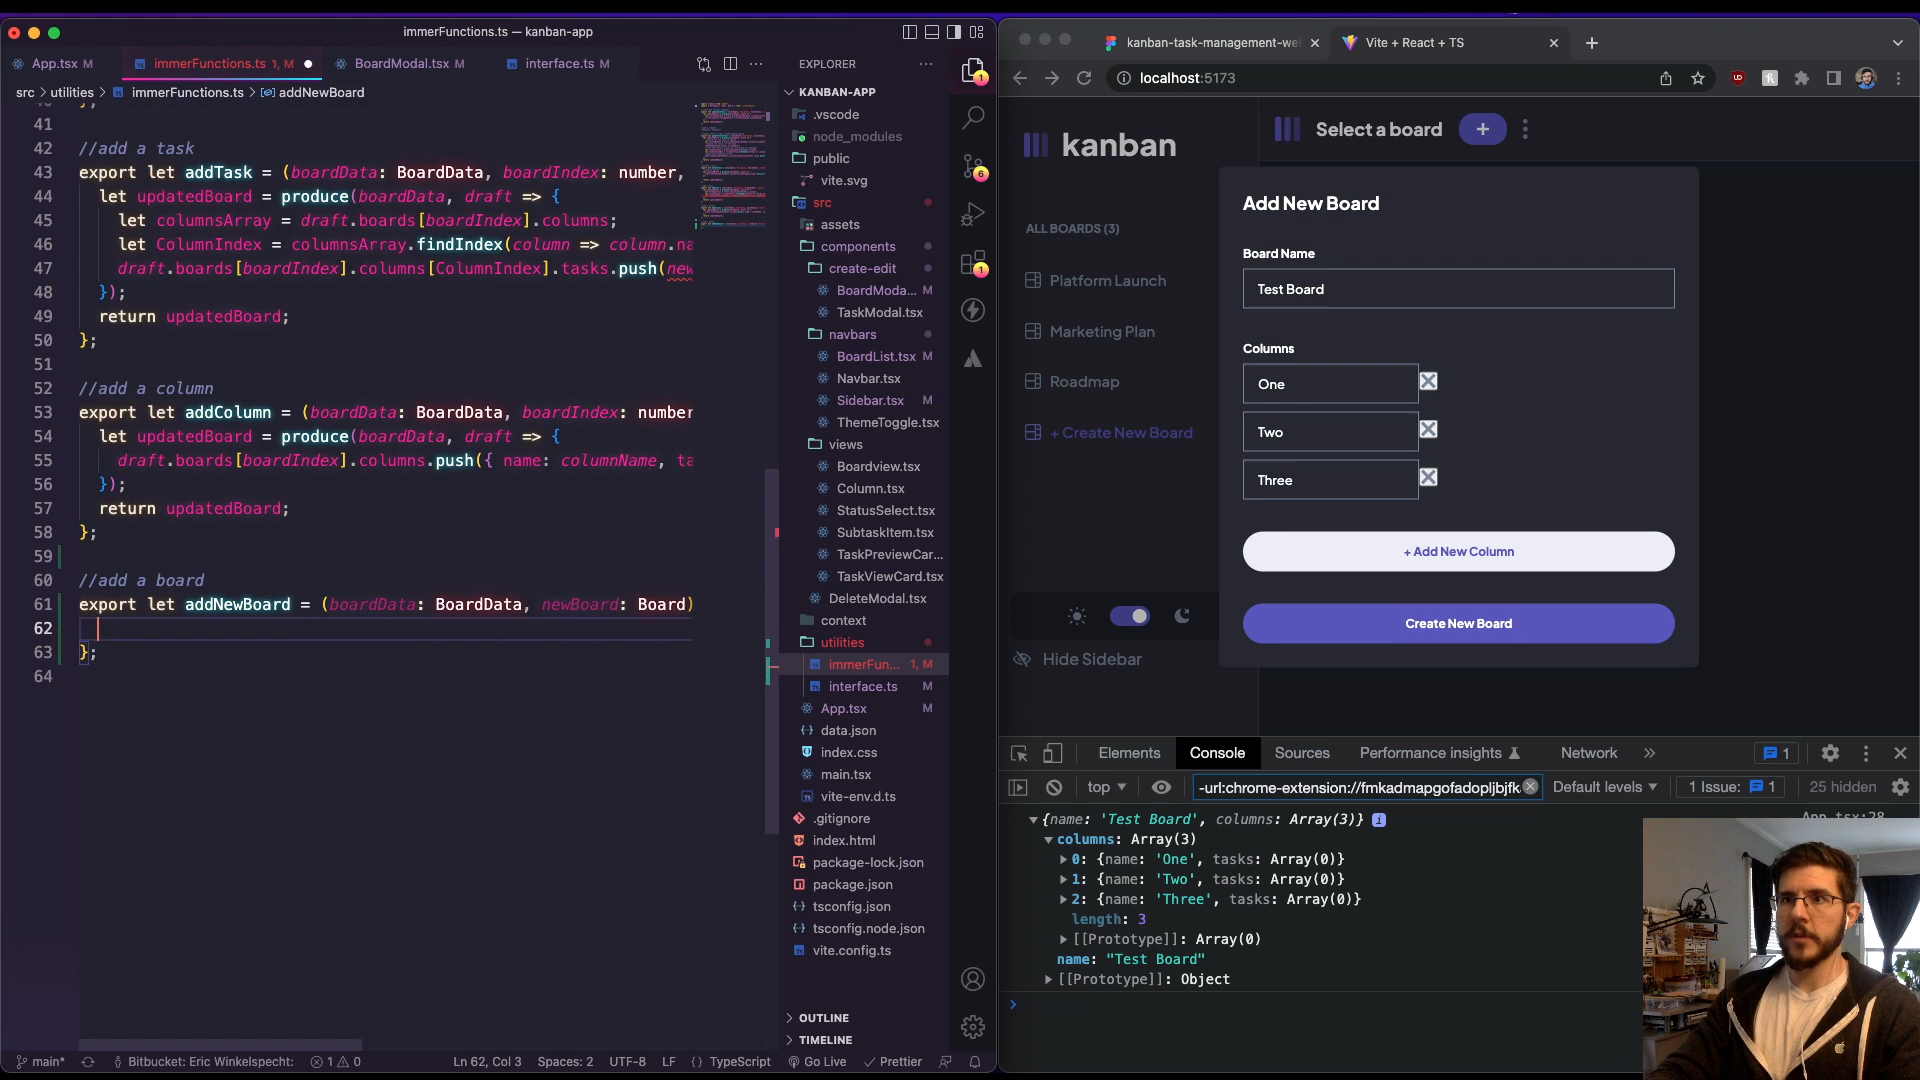 immerFunctions.ts — kanban-app
App.tsx M
immerFunctions.ts 1, M
BoardModal.tsx M
interface.ts M
src > utilities > immerFunctions.ts > addNewBoard
41
42 //add a task
43 export let addTask = (boardData: BoardData, boardIndex: number,
44 let updatedBoard = produce(boardData, draft => {
45 let columnsArray = draft.boards[boardIndex].columns;
46 let ColumnIndex = columnsArray.findIndex(column => column.na
47 draft.boards[boardIndex].columns[ColumnIndex].tasks.push(new
48 });
49 return updatedBoard;
50 };
51
52 //add a column
53 export let addColumn = (boardData: BoardData, boardIndex: number
54 let updatedBoard = produce(boardData, draft => {
55 draft.boards[boardIndex].columns.push({ name: columnName, ta
56 });
57 return updatedBoard;
58 };
59
60 //add a board
61 export let addNewBoard = (boardData: BoardData, newBoard: Board)
62
63 };
64
EXPLORER
KANBAN-APP
.vscode
node_modules
public
vite.svg
src
assets
components
create-edit
BoardModa... M
TaskModal.tsx
navbars
BoardList.tsx M
Navbar.tsx
Sidebar.tsx M
ThemeToggle.tsx
views
Boardview.tsx
Column.tsx
StatusSelect.tsx
SubtaskItem.tsx
TaskPreviewCar...
TaskViewCard.tsx
DeleteModal.tsx
context
utilities
immerFun... 1, M
interface.ts M
App.tsx M
data.json
index.css
main.tsx
vite-env.d.ts
.gitignore
index.html
package-lock.json
package.json
tsconfig.json
tsconfig.node.json
vite.config.ts
OUTLINE
TIMELINE
1
6
1
main* Bitbucket: Eric Winkelspecht: 1 0 Ln 62, Col 3 Spaces: 2 UTF-8 LF {} TypeScript Go Live Prettier
kanban-task-management-we
Vite + React + TS
localhost:5173
kanban
Select a board
+
ALL BOARDS (3)
Platform Launch
Marketing Plan
Roadmap
+ Create New Board
Hide Sidebar
Add New Board
Board Name
Test Board
Columns
One
Two
Three
+ Add New Column
Create New Board
Elements Console Sources Performance insights Network » 1
top -url:chrome-extension://fmkadmapgofadopljbjfk Default levels 1 Issue: 1 25 hidden
{name: 'Test Board', columns: Array(3)} i
App.tsx:28
columns: Array(3)
0: {name: 'One', tasks: Array(0)}
1: {name: 'Two', tasks: Array(0)}
2: {name: 'Three', tasks: Array(0)}
length: 3
[[Prototype]]: Array(0)
name: "Test Board"
[[Prototype]]: Object